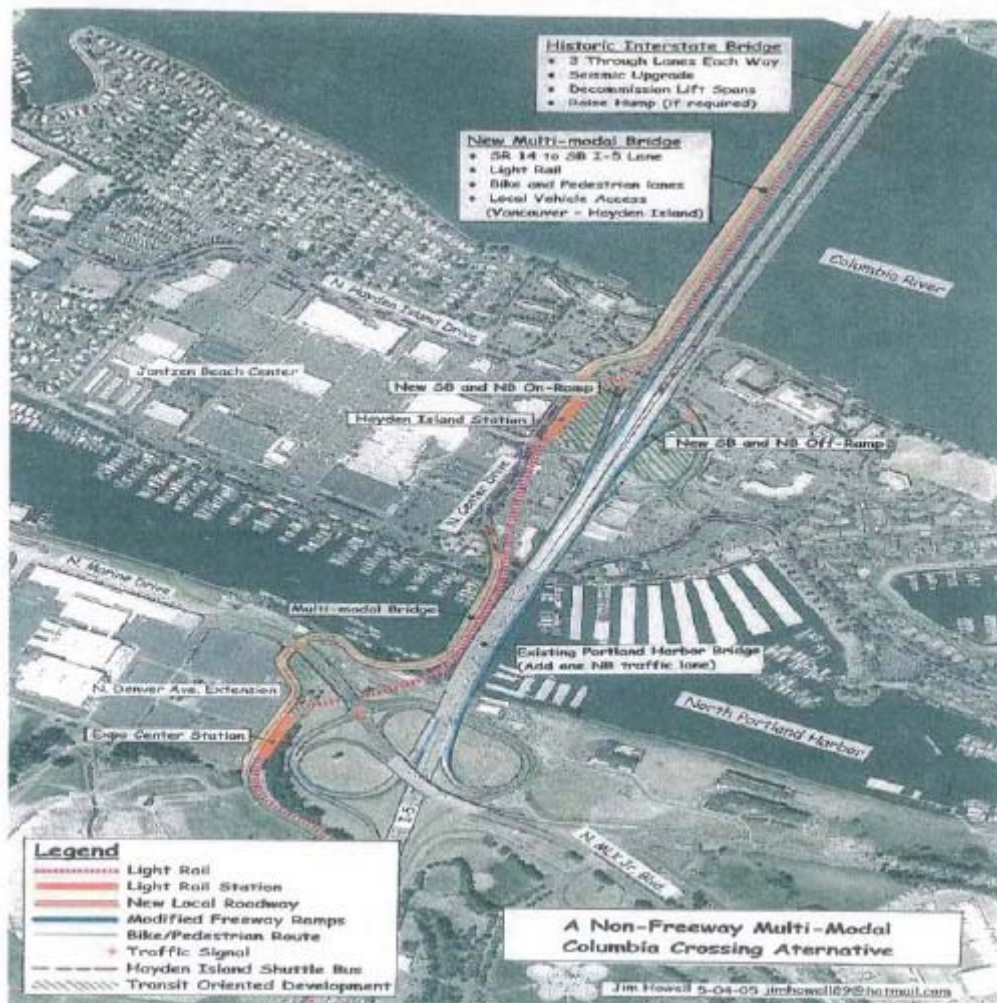 Historic Interstate Bridge
• 3 Through Lanes Each Way
• Seismic Upgrade
• Decommission Lift Spans
• Raise Hump (if required)
New Multi-modal Bridge
• SR 14 to SB I-5 Lane
• Light Rail
• Bike and Pedestrian lanes
• Local Vehicle Access
(Vancouver - Hayden Island)
Columbia River
N. Hayden Island Drive
Jantzen Beach Center
New SB and NB On-Ramp
Hayden Island Station
New SB and NB Off-Ramp
N. Center Drive
N. Marine Drive
Multi-modal Bridge
Existing Portland Harbor Bridge
(Add one NB traffic lane)
N. Denver Ave. Extension
North Portland Harbor
Expo Center Station
I-5
N. MLK Jr. Blvd
Legend
Light Rail
Light Rail Station
New Local Roadway
Modified Freeway Ramps
Bike/Pedestrian Route
Traffic Signal
Hayden Island Shuttle Bus
Transit Oriented Development
A Non-Freeway Multi-Modal
Columbia Crossing Aternative
Jim Howell 5-04-05 jimhowell89@hotmail.com